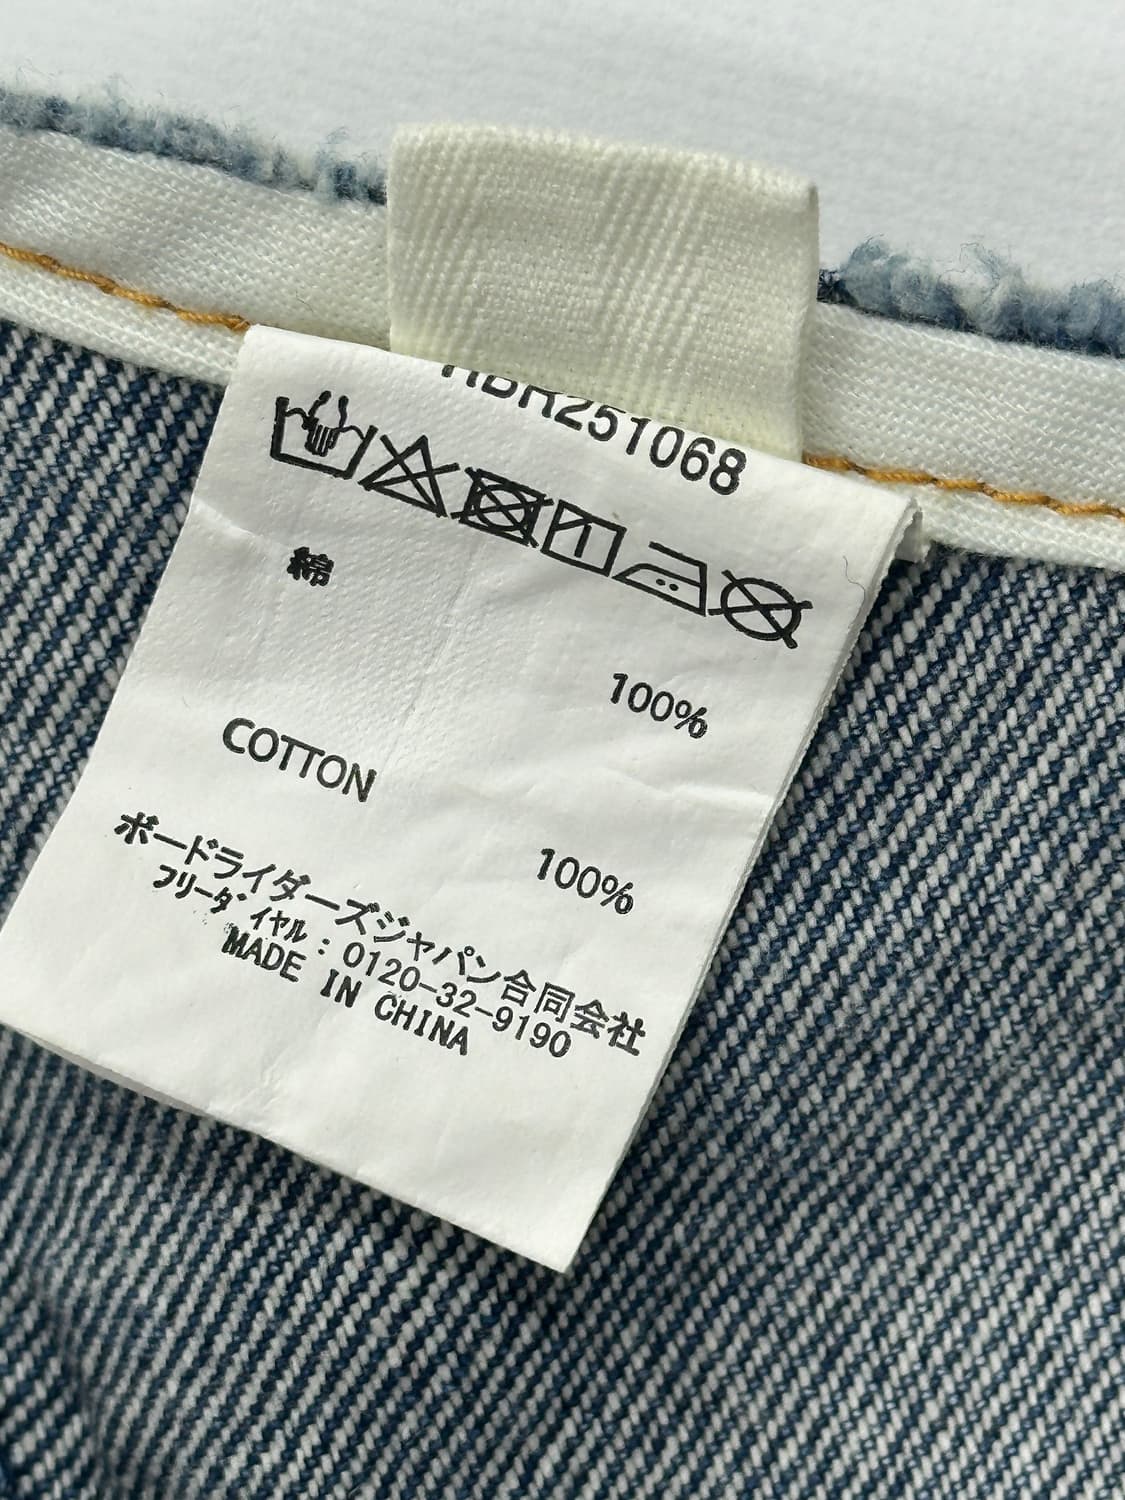 RBR251068
綿
100%
COTTON
100%
ボードライダーズジャパン合同会社
フリーダイヤル:0120-32-9190
MADE IN CHINA